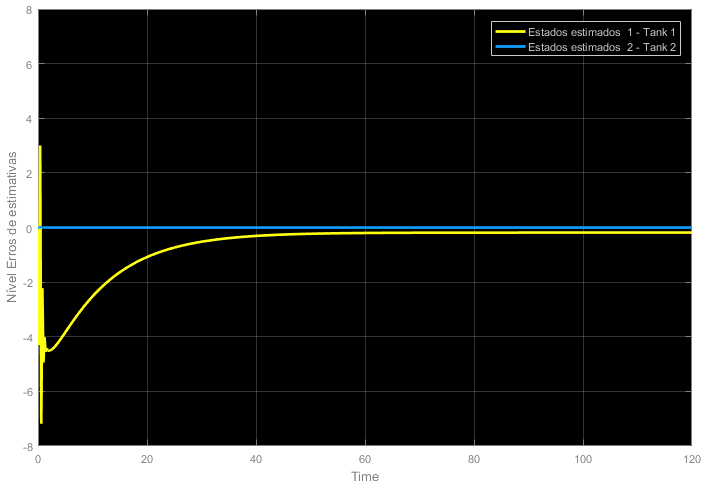 8
6
4
2
0
-2
-4
-6
-8
0 20 40 60 80 100 120
Time
Nível Erros de estimativas
Estados estimados  1 - Tank 1
Estados estimados  2 - Tank 2